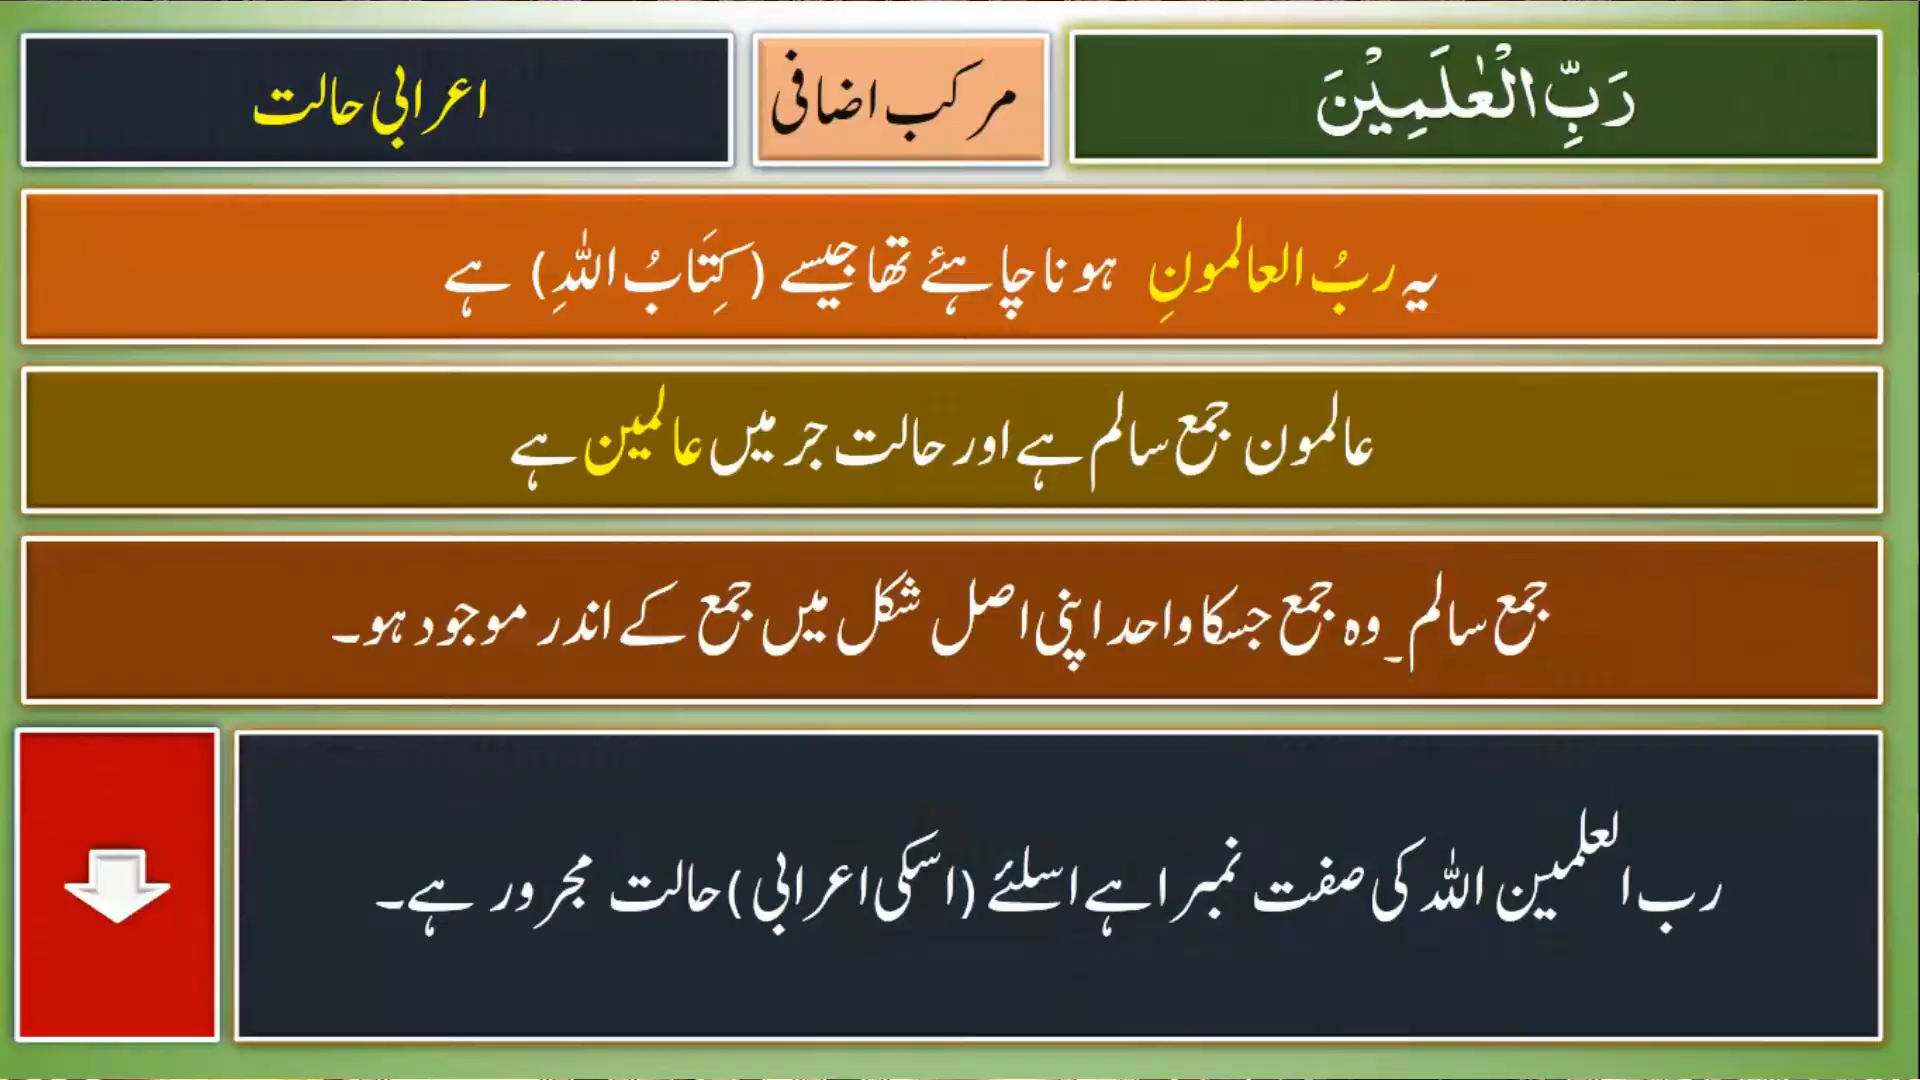 رَبِّ الْعٰلَمِيْنَ
مرکب اضافی
اعرابی حالت
یہ ربُ العالمونِ ہونا چاہئے تھا جیسے (کِتَابُ اللہِ) ہے
عالمون جمع سالم ہے اور حالت جر میں عالمین ہے
جمع سالم ۔ وہ جمع جسکا واحد اپنی اصل شکل میں جمع کے اندر موجود ہو۔
رب العلمین اللہ کی صفت نمبر ا ہے اسلئے (اسکی اعرابی) حالت مجرور ہے۔